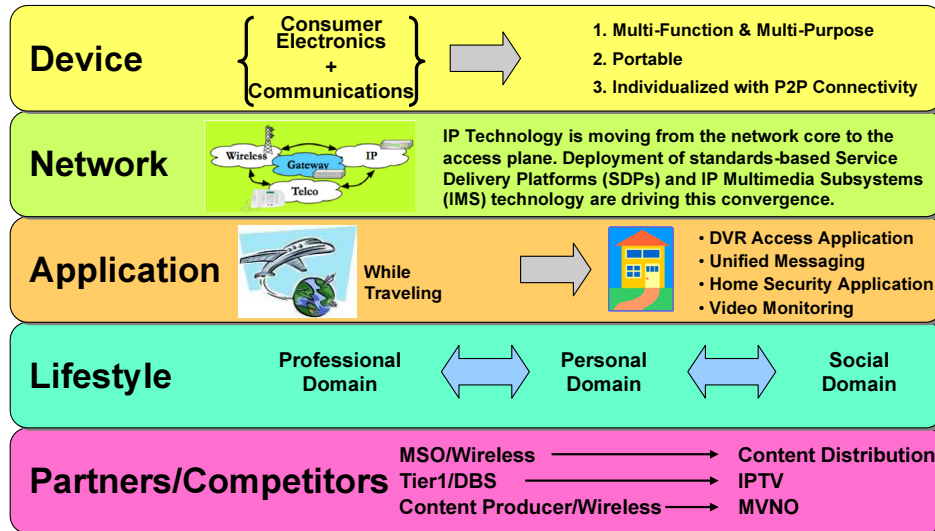 Device
Consumer
Electronics
+
Communications
1. Multi-Function & Multi-Purpose
2. Portable
3. Individualized with P2P Connectivity
Network
Wireless
Gateway
IP
Telco
IP Technology is moving from the network core to the
access plane. Deployment of standards-based Service
Delivery Platforms (SDPs) and IP Multimedia Subsystems
(IMS) technology are driving this convergence.
Application
While
Traveling
• DVR Access Application
• Unified Messaging
• Home Security Application
• Video Monitoring
Lifestyle
Professional
Domain
Personal
Domain
Social
Domain
Partners/Competitors
MSO/Wireless
Content Distribution
Tier1/DBS
IPTV
Content Producer/Wireless
MVNO